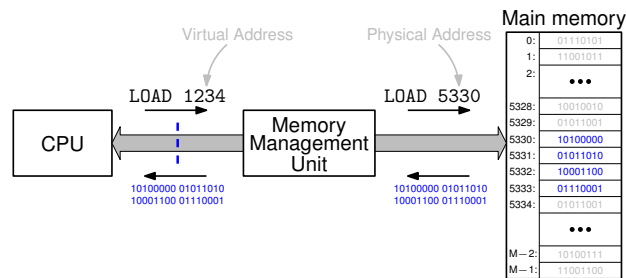 Main memory
Virtual Address
Physical Address
0: 01110101
1: 11001011
2: •••
LOAD 1234
LOAD 5330
5328: 10010010
5329: 01011001
5330: 10100000
5331: 01011010
5332: 10001100
5333: 01110001
5334: 01011001
•••
M—2: 10100111
M—1: 11001100
CPU
Memory
Management
Unit
10100000 01011010
10001100 01110001
10100000 01011010
10001100 01110001